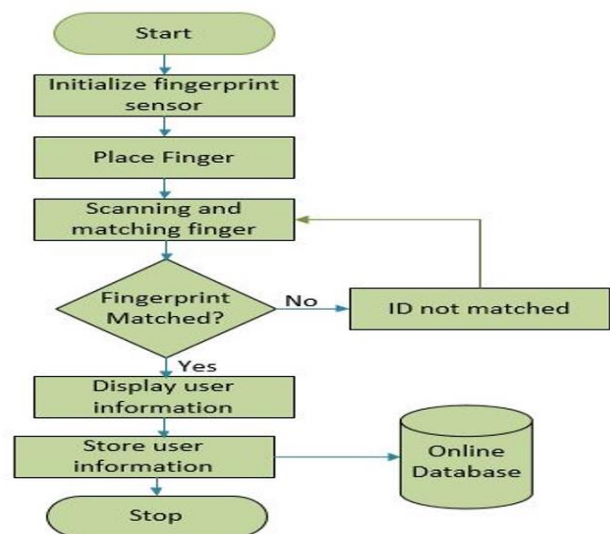 Start
Initialize fingerprint
sensor
Place Finger
Scanning and
matching finger
Fingerprint
Matched?
No
ID not matched
Yes
Display user
information
Store user
information
Online
Database
Stop